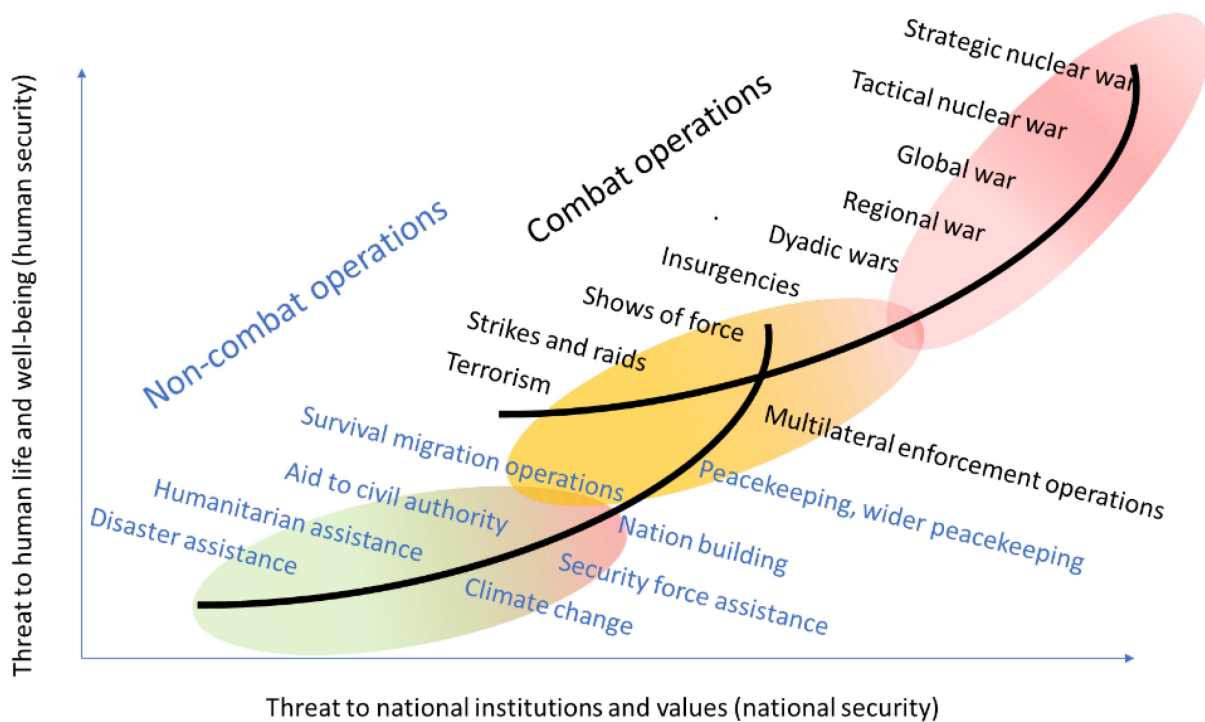 Strategic nuclear war
Tactical nuclear war
Global war
Regional war
Dyadic wars
Insurgencies
Shows of force
Strikes and raids
Terrorism
Combat operations
Non-combat operations
Multilateral enforcement operations
Peacekeeping, wider peacekeeping
Survival migration operations
Nation building
Aid to civil authority
Security force assistance
Humanitarian assistance
Climate change
Disaster assistance
Threat to human life and well-being (human security)
Threat to national institutions and values (national security)